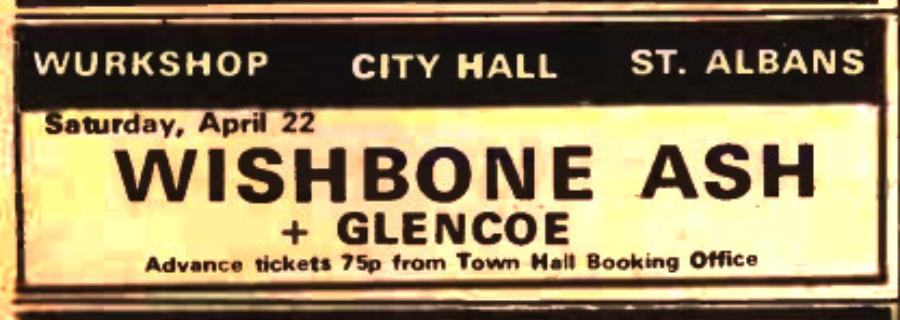 WURKSHOP CITY HALL ST. ALBANS
Saturday, April 22
WISHBONE ASH
+ GLENCOE
Advance tickets 75p from Town Hall Booking Office